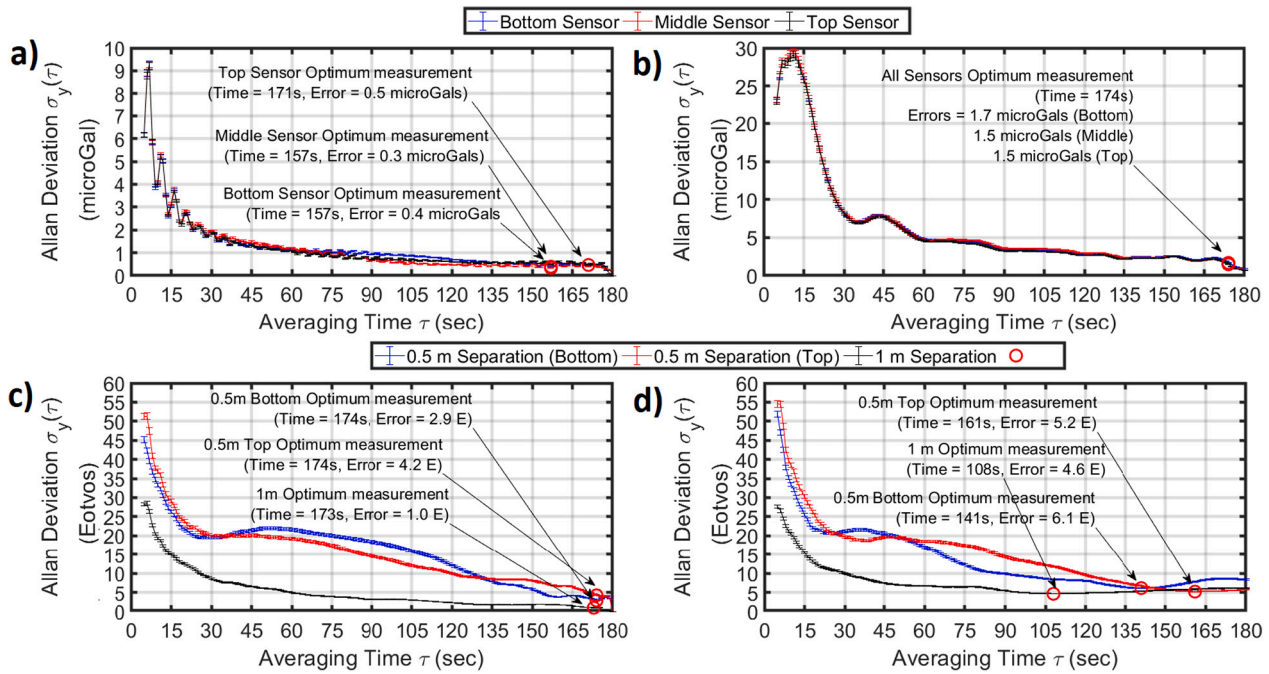 Bottom Sensor Middle Sensor Top Sensor
a)
Allan Deviation σy(τ)
(microGal)
10
9
8
7
6
5
4
3
2
1
0
Top Sensor Optimum measurement
(Time = 171s, Error = 0.5 microGals)
Middle Sensor Optimum measurement
(Time = 157s, Error = 0.3 microGals)
Bottom Sensor Optimum measurement
(Time = 157s, Error = 0.4 microGals
0 15 30 45 60 75 90 105 120 135 150 165 180
Averaging Time τ (sec)
b)
Allan Deviation σy(τ)
(microGal)
30
25
20
15
10
5
0
All Sensors Optimum measurement
(Time = 174s)
Errors = 1.7 microGals (Bottom)
1.5 microGals (Middle)
1.5 microGals (Top)
0 15 30 45 60 75 90 105 120 135 150 165 180
Averaging Time τ (sec)
0.5 m Separation (Bottom) 0.5 m Separation (Top) 1 m Separation
c)
Allan Deviation σy(τ)
(Eotvos)
60
55
50
45
40
35
30
25
20
15
10
5
0
0.5m Bottom Optimum measurement
(Time = 174s, Error = 2.9 E)
0.5m Top Optimum measurement
(Time = 174s, Error = 4.2 E)
1m Optimum measurement
(Time = 173s, Error = 1.0 E)
0 15 30 45 60 75 90 105 120 135 150 165 180
Averaging Time τ (sec)
d)
Allan Deviation σy(τ)
(Eotvos)
60
55
50
45
40
35
30
25
20
15
10
5
0
0.5m Top Optimum measurement
(Time = 161s, Error = 5.2 E)
1 m Optimum measurement
(Time = 108s, Error = 4.6 E)
0.5m Bottom Optimum measurement
(Time = 141s, Error = 6.1 E)
0 15 30 45 60 75 90 105 120 135 150 165 180
Averaging Time τ (sec)